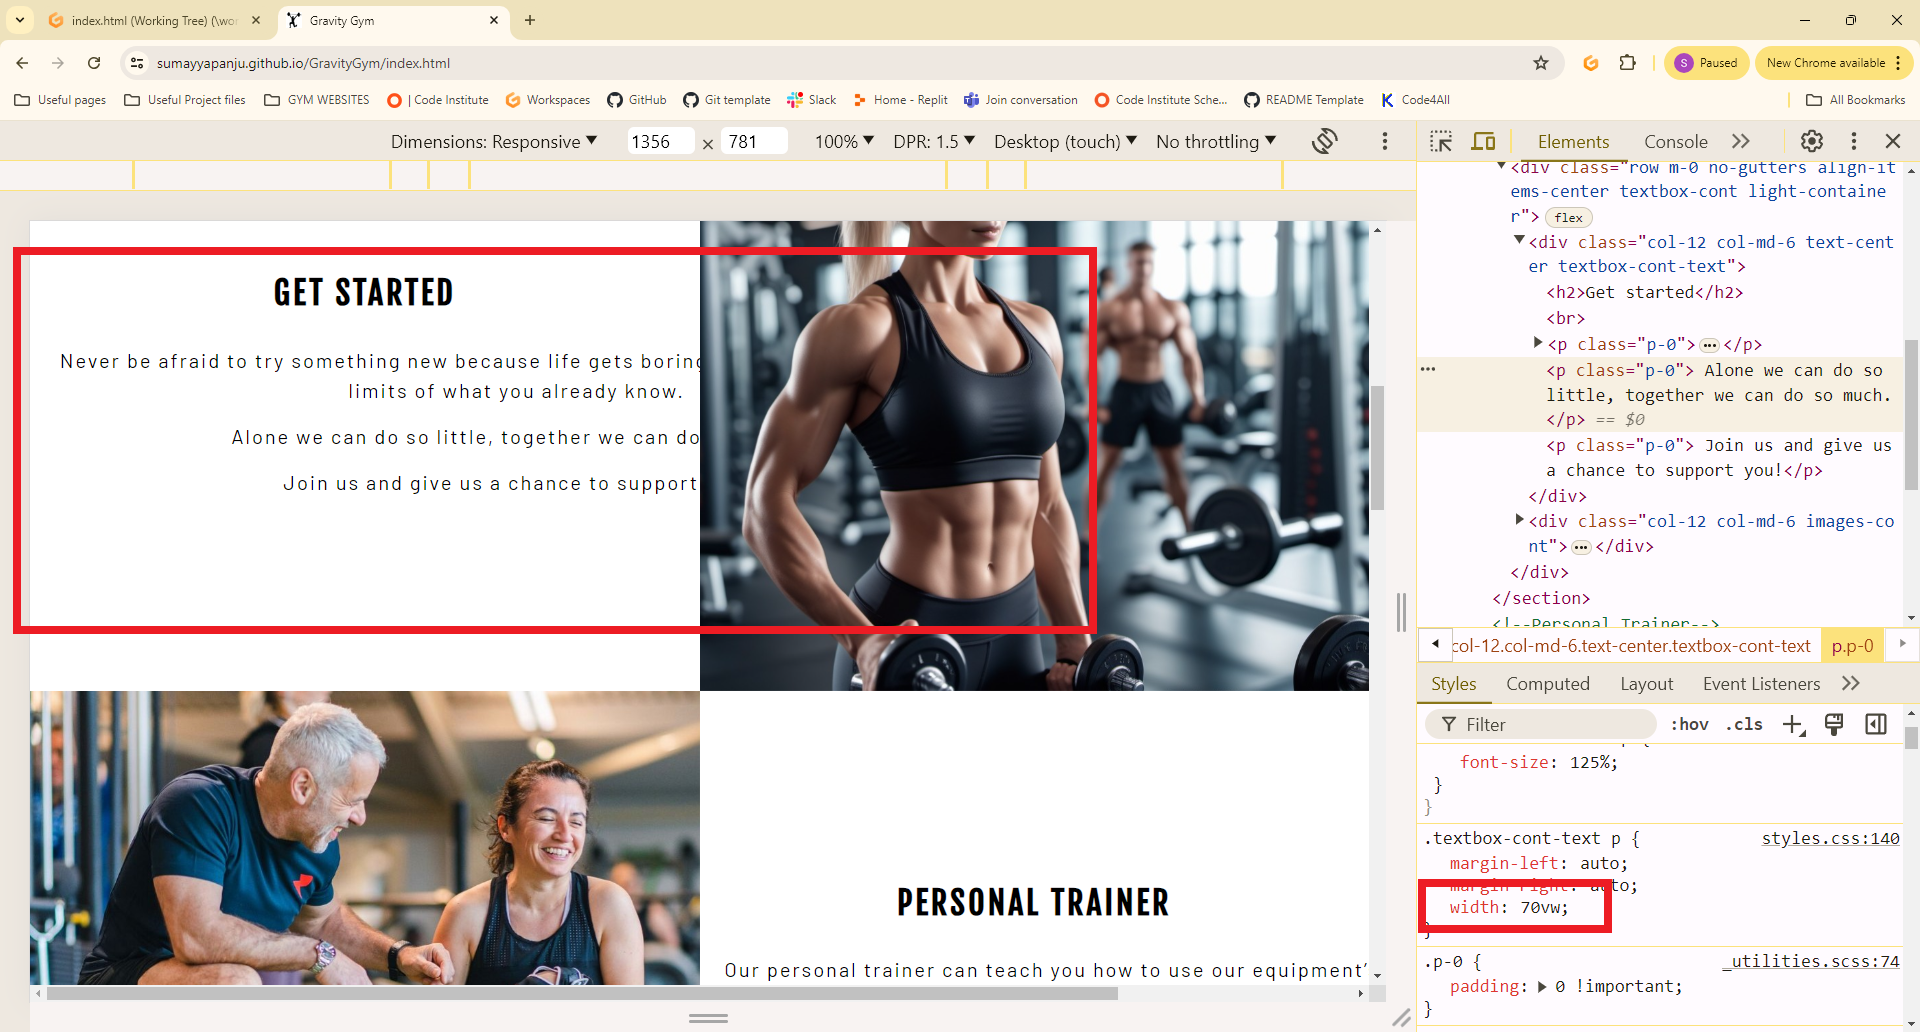 index.html (Working Tree) (\wor
Gravity Gym
sumayyapanju.github.io/GravityGym/index.html
S Paused
New Chrome available
Useful pages
Useful Project files
GYM WEBSITES
| Code Institute
Workspaces
GitHub
Git template
Slack
Home - Replit
Join conversation
Code Institute Sche...
README Template
Code4All
All Bookmarks
Dimensions: Responsive
1356 × 781
100%
DPR: 1.5
Desktop (touch)
No throttling
Elements
Console
GET STARTED
Never be afraid to try something new because life gets boring
limits of what you already know.
Alone we can do so little, together we can do
Join us and give us a chance to support
PERSONAL TRAINER
Our personal trainer can teach you how to use our equipment'
<div class="row m-0 no-gutters align-it
ems-center textbox-cont light-containe
r"> flex
<div class="col-12 col-md-6 text-cent
er textbox-cont-text">
<h2>Get started</h2>
<br>
<p class="p-0"> ••• </p>
<p class="p-0"> Alone we can do so
little, together we can do so much.
</p> == $0
<p class="p-0"> Join us and give us
a chance to support you!</p>
</div>
<div class="col-12 col-md-6 images-co
nt"> ••• </div>
</div>
</section>
<!--Personal Trainer-->
col-12.col-md-6.text-center.textbox-cont-text
p.p-0
Styles
Computed
Layout
Event Listeners
Filter
:hov
.cls
font-size: 125%;
}
}
.textbox-cont-text p {
styles.css:140
margin-left: auto;
margin-right: auto;
width: 70vw;
}
.p-0 {
_utilities.scss:74
padding: 0 !important;
}